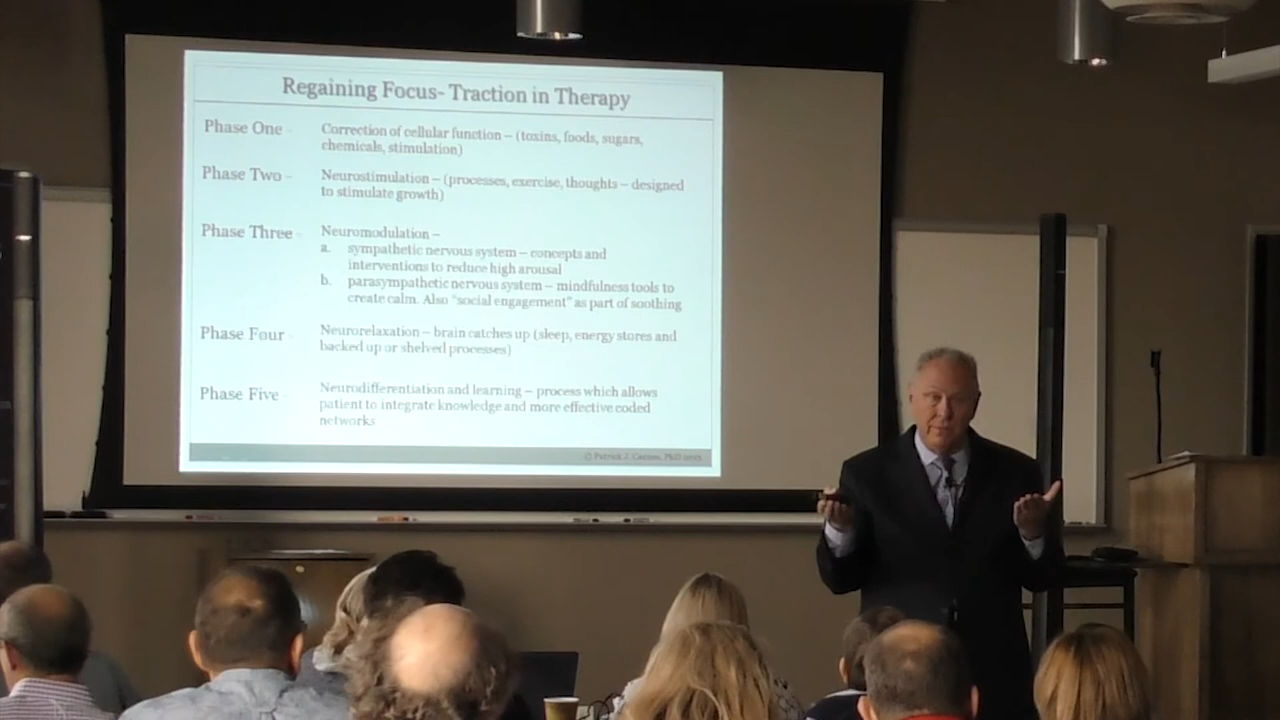 Regaining Focus- Traction in Therapy
Phase One - Correction of cellular function – (toxins, foods, sugars,
chemicals, stimulation)
Phase Two - Neurostimulation – (processes, exercise, thoughts – designed
to stimulate growth)
Phase Three - Neuromodulation –
a. sympathetic nervous system – concepts and
interventions to reduce high arousal
b. parasympathetic nervous system – mindfulness tools to
create calm. Also "social engagement" as part of soothing
Phase Four - Neurorelaxation – brain catches up (sleep, energy stores and
backed up or shelved processes)
Phase Five - Neurodifferentiation and learning – process which allows
patient to integrate knowledge and more effective coded
networks
© Patrick J. Carnes, PhD